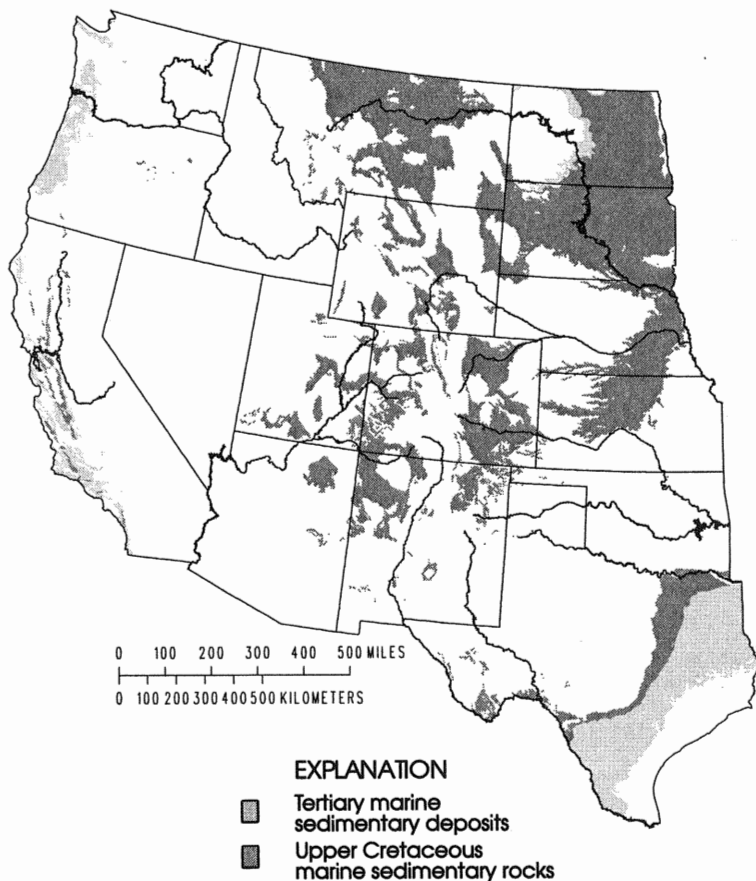 0 100 200 300 400 500 MILES
0 100 200 300 400 500 KILOMETERS
EXPLANATION
Tertiary marine
sedimentary deposits
Upper Cretaceous
marine sedimentary rocks